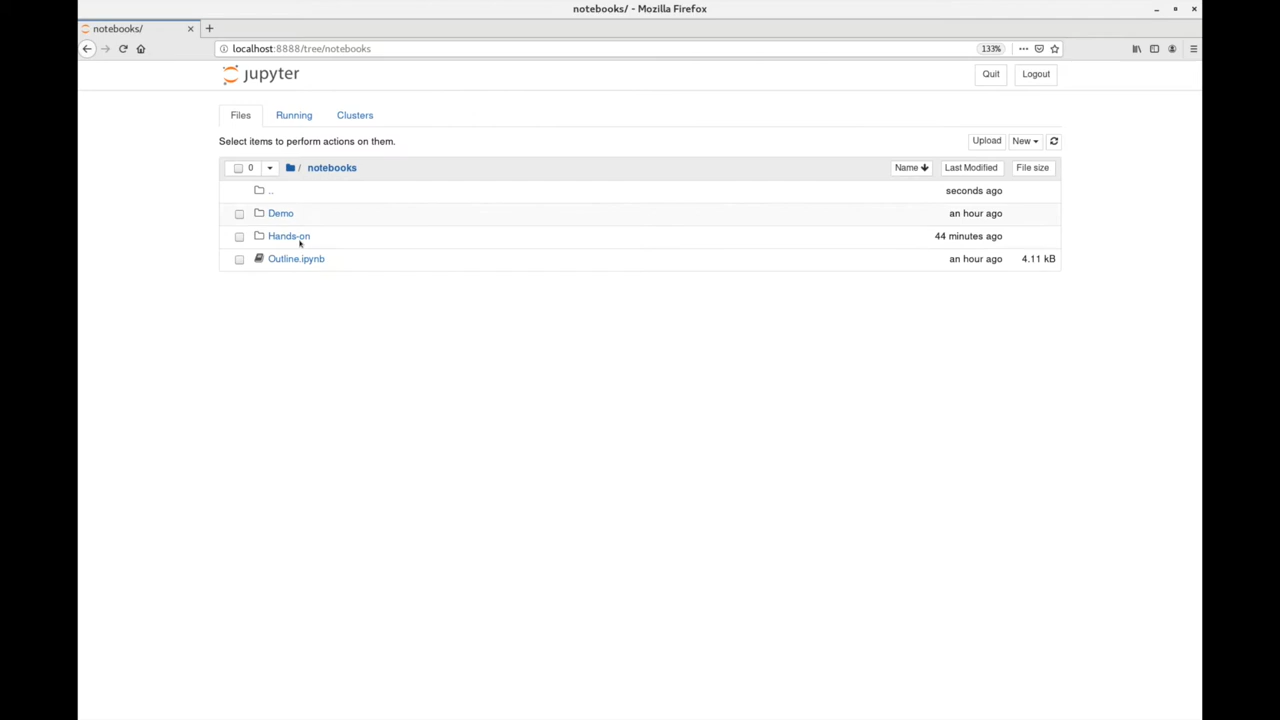 notebooks/ - Mozilla Firefox
notebooks/
localhost:8888/tree/notebooks 133%
jupyter Quit Logout
Files Running Clusters
Select items to perform actions on them. Upload New
0 / notebooks Name Last Modified File size
.. seconds ago
Demo an hour ago
Hands-on 44 minutes ago
Outline.ipynb an hour ago 4.11 kB